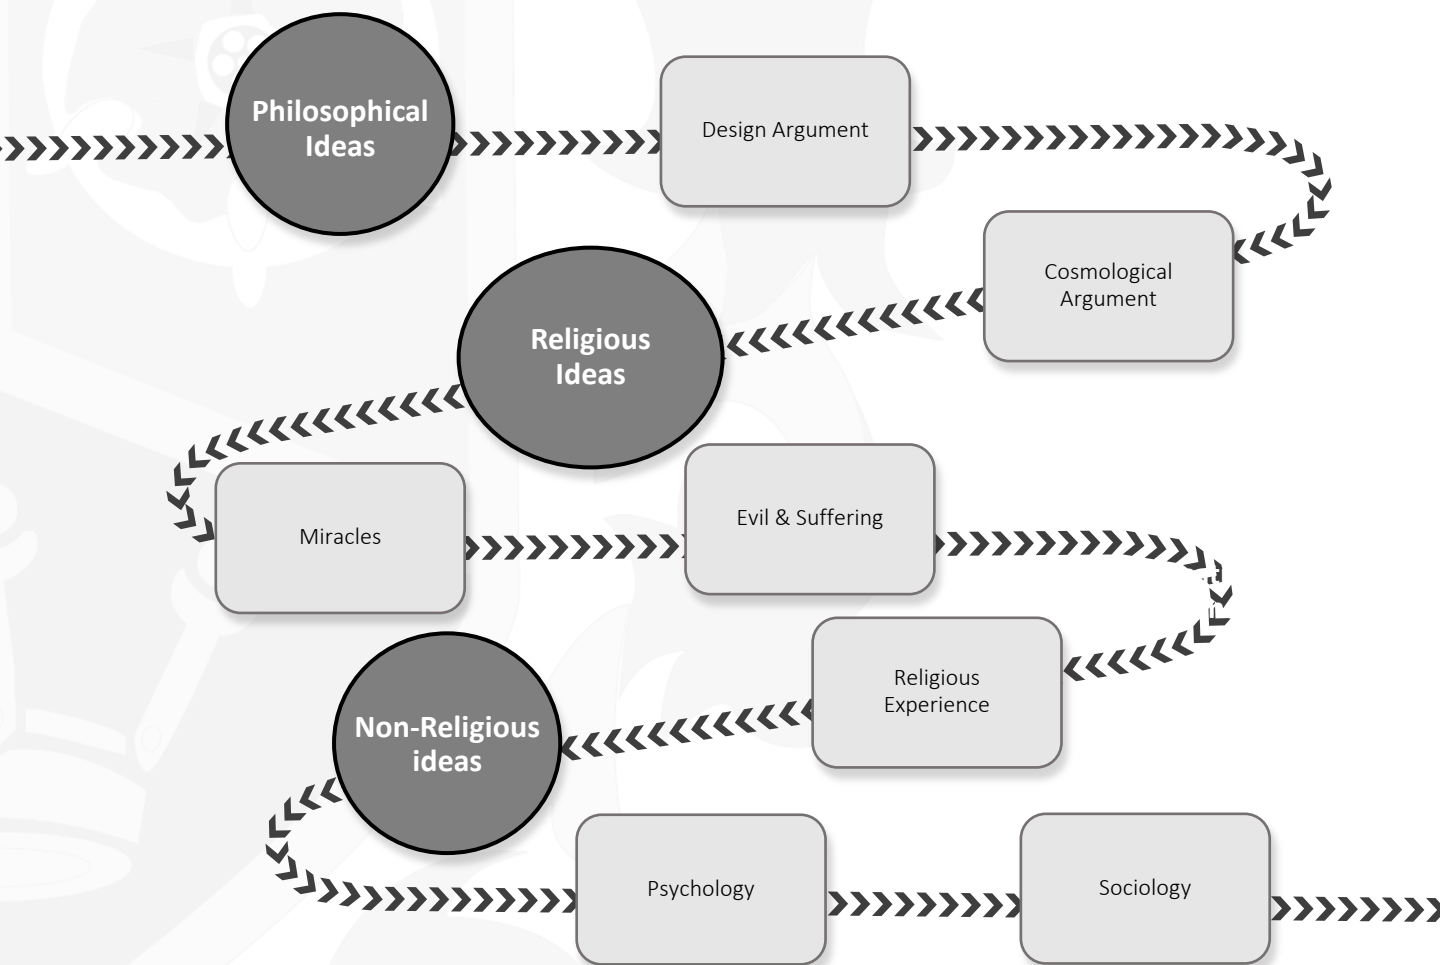 Philosophical
Ideas
Design Argument
Cosmological
Argument
Religious
Ideas
Miracles
Evil & Suffering
Religious
Experience
Non-Religious
ideas
Psychology
Sociology